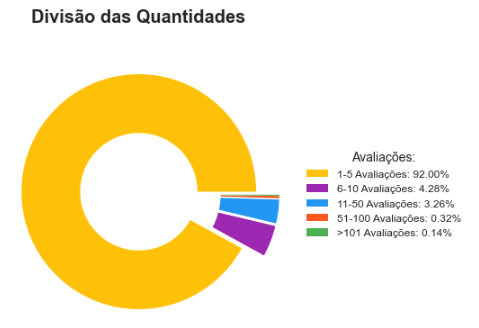 Divisão das Quantidades
Avaliações:
1-5 Avaliações: 92.00%
6-10 Avaliações: 4.28%
11-50 Avaliações: 3.26%
51-100 Avaliações: 0.32%
>101 Avaliações: 0.14%